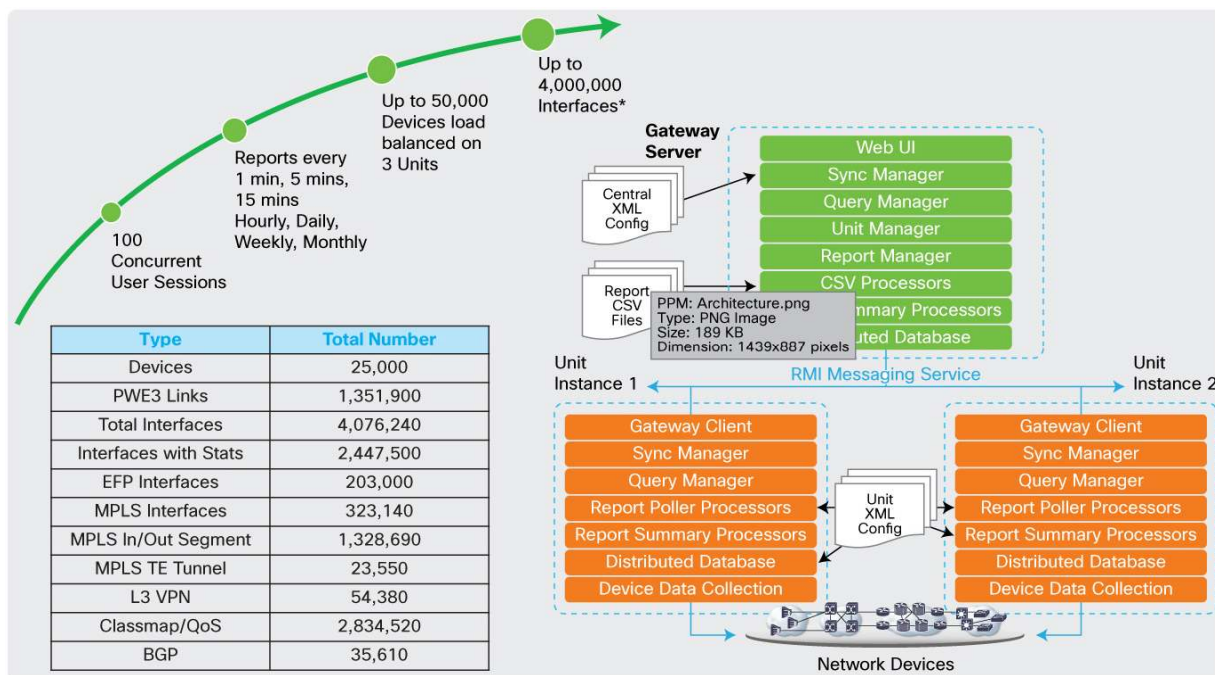 Up to
4,000,000
Interfaces*
Up to 50,000
Devices load
balanced on
3 Units
Reports every
1 min, 5 mins,
15 mins
Hourly, Daily,
Weekly, Monthly
100
Concurrent
User Sessions
Type Total Number
Devices 25,000
PWE3 Links 1,351,900
Total Interfaces 4,076,240
Interfaces with Stats 2,447,500
EFP Interfaces 203,000
MPLS Interfaces 323,140
MPLS In/Out Segment 1,328,690
MPLS TE Tunnel 23,550
L3 VPN 54,380
Classmap/QoS 2,834,520
BGP 35,610
Gateway
Server
Central
XML
Config
Report
CSV
Files
Web UI
Sync Manager
Query Manager
Unit Manager
Report Manager
CSV Processors
mmary Processors
uted Database
PPM: Architecture.png
Type: PNG Image
Size: 189 KB
Dimension: 1439x887 pixels
RMI Messaging Service
Unit
Instance 1
Unit
Instance 2
Gateway Client
Sync Manager
Query Manager
Report Poller Processors
Report Summary Processors
Distributed Database
Device Data Collection
Unit
XML
Config
Gateway Client
Sync Manager
Query Manager
Report Poller Processors
Report Summary Processors
Distributed Database
Device Data Collection
Network Devices